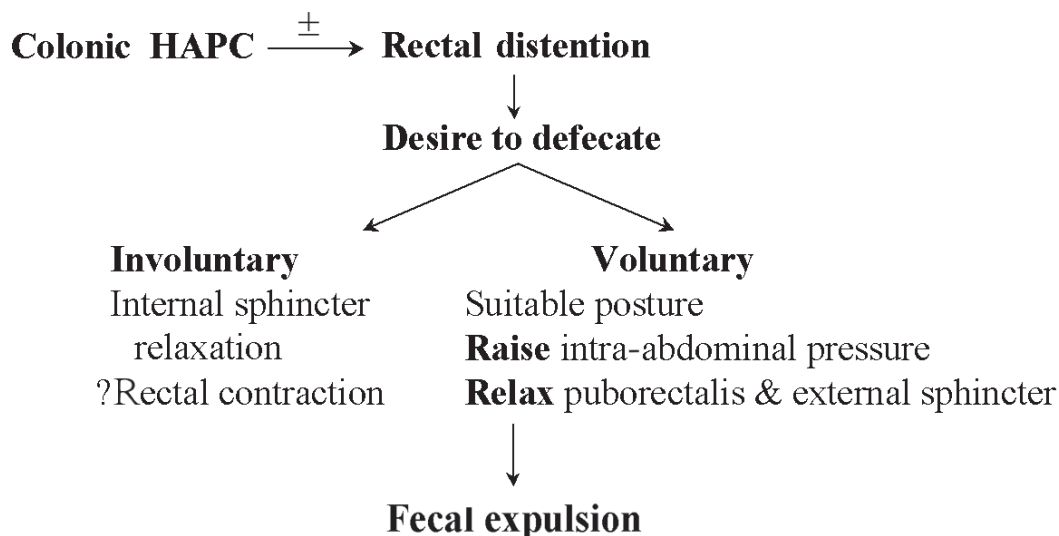 Colonic HAPC ± Rectal distention
Desire to defecate
Involuntary
Internal sphincter
relaxation
?Rectal contraction
Voluntary
Suitable posture
Raise intra-abdominal pressure
Relax puborectalis & external sphincter
Fecal expulsion